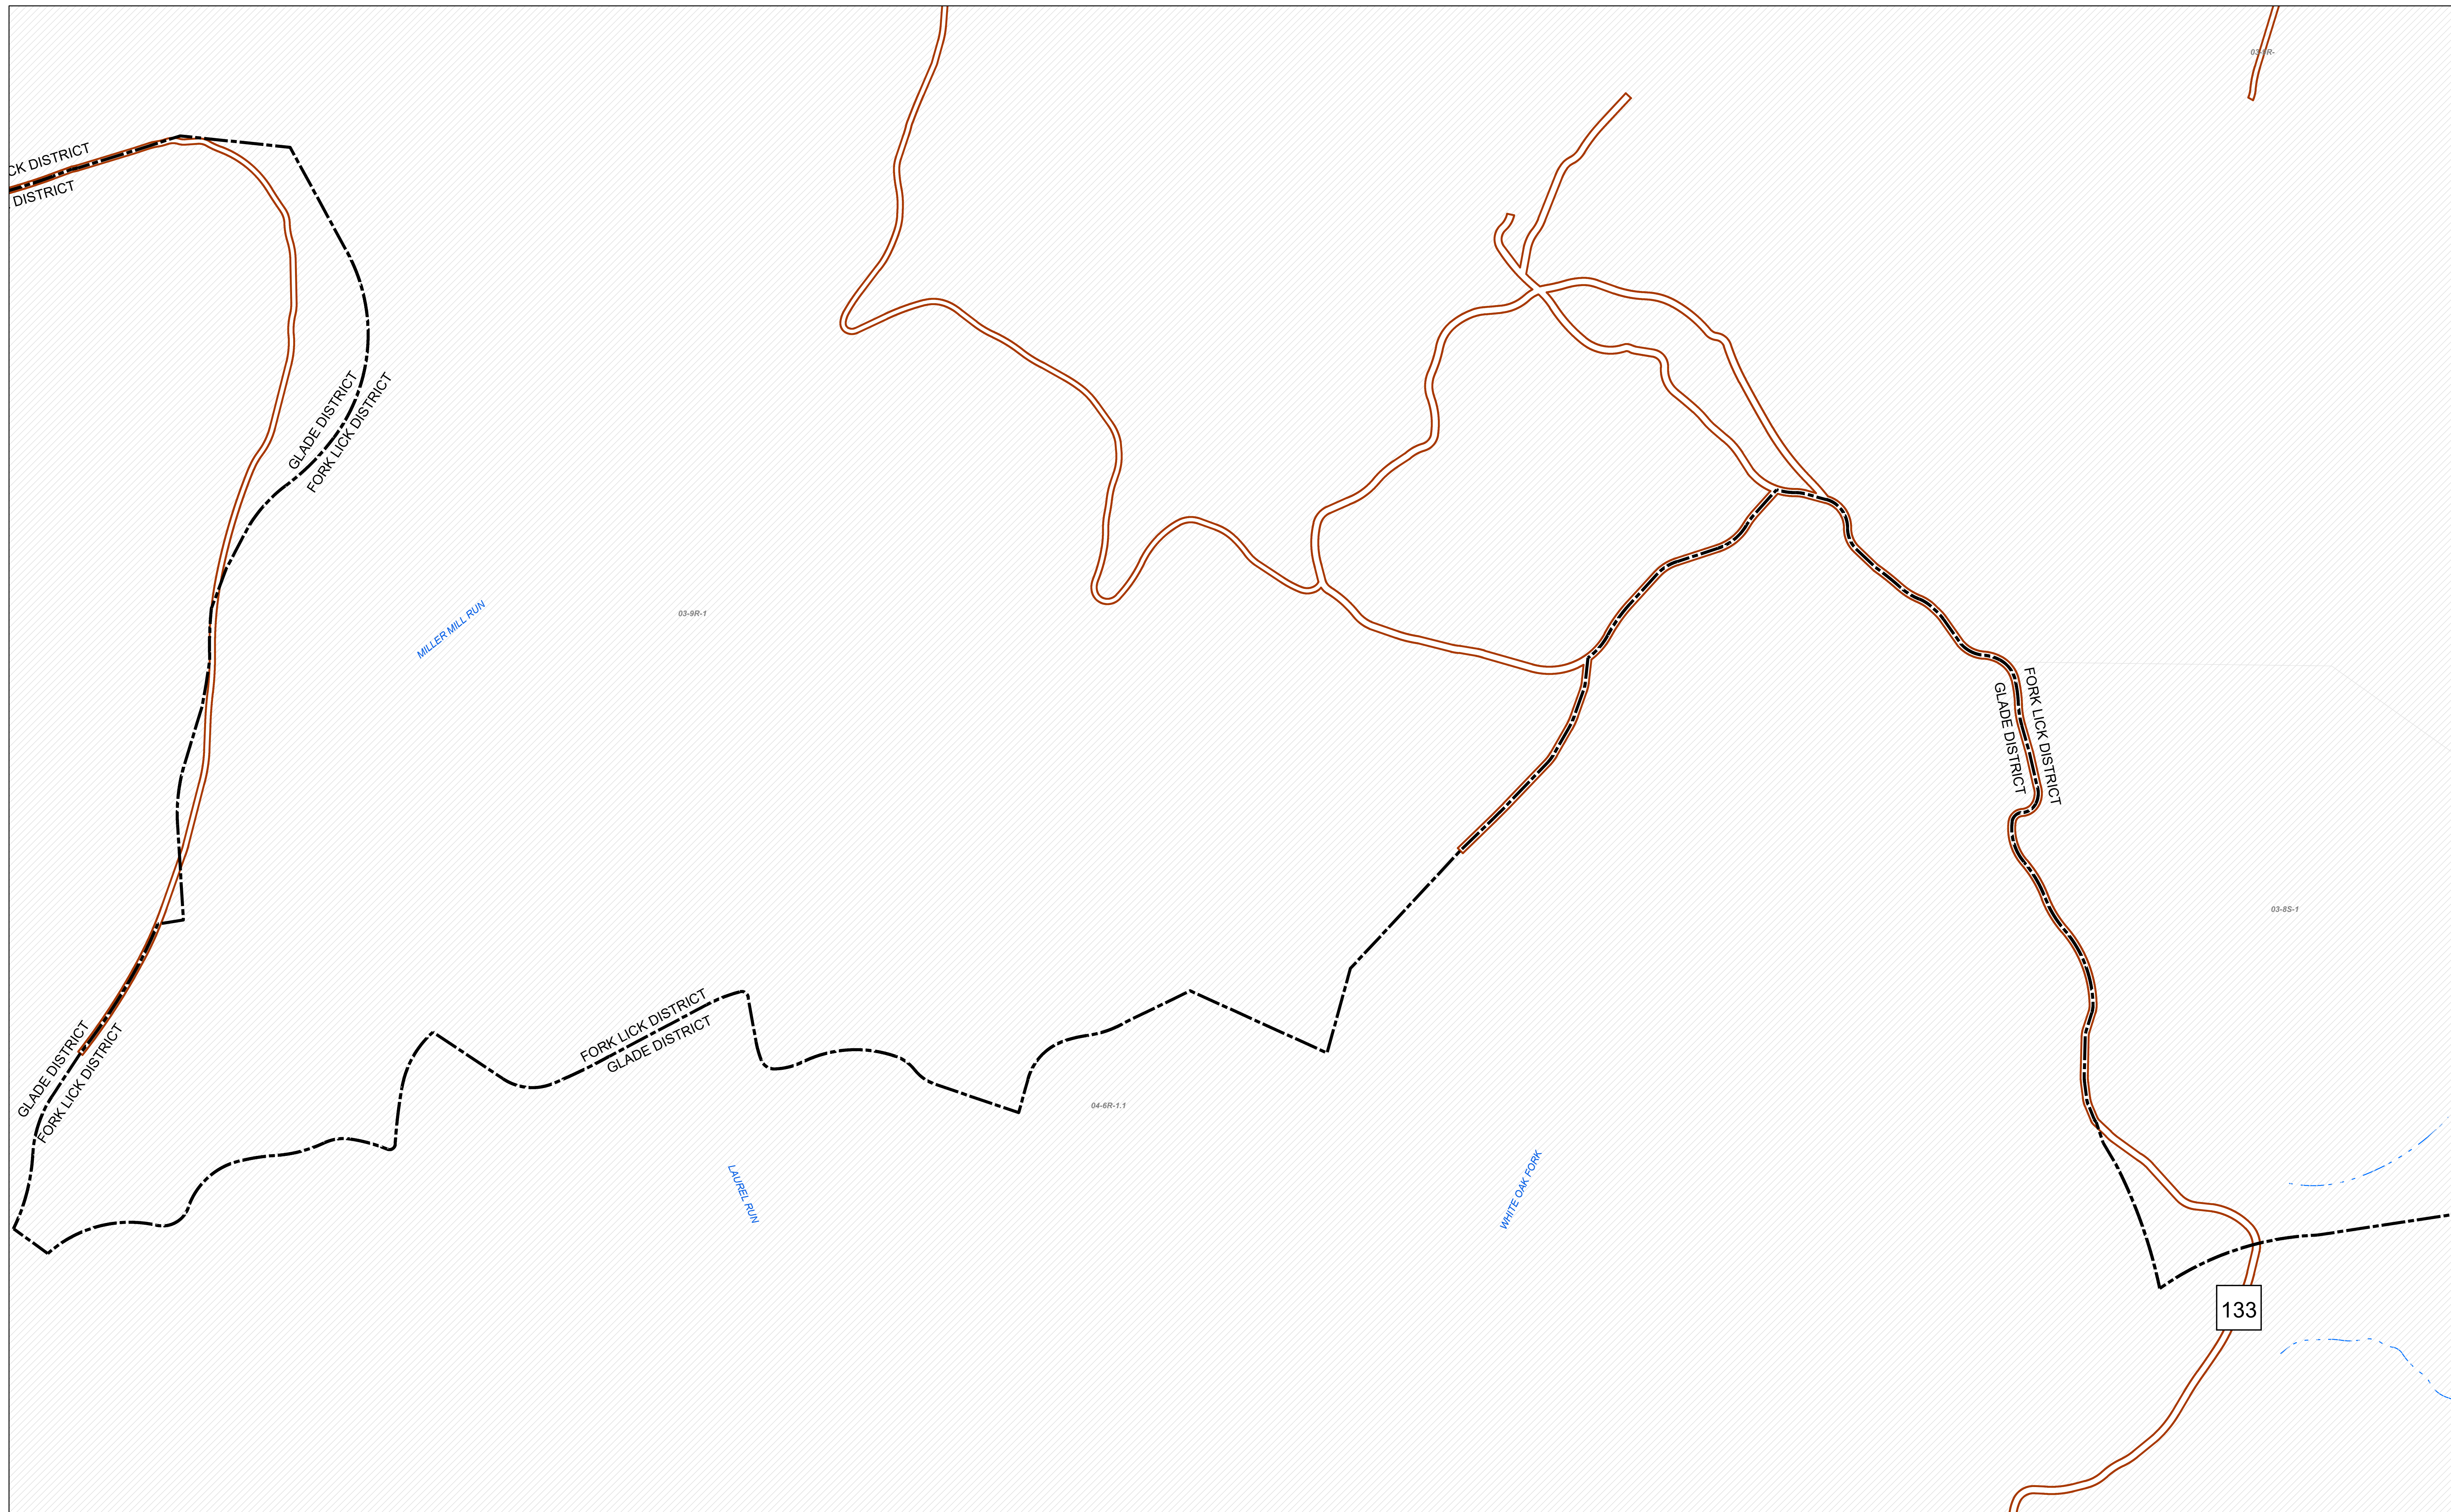 03-9R-
CK DISTRICT
DISTRICT
GLADE DISTRICT
FORK LICK DISTRICT
MILLER MILL RUN
03-9R-1
FORK LICK DISTRICT
GLADE DISTRICT
03-8S-1
FORK LICK DISTRICT
GLADE DISTRICT
GLADE DISTRICT
FORK LICK DISTRICT
04-6R-1.1
LAUREL RUN
WHITE OAK FORK
133